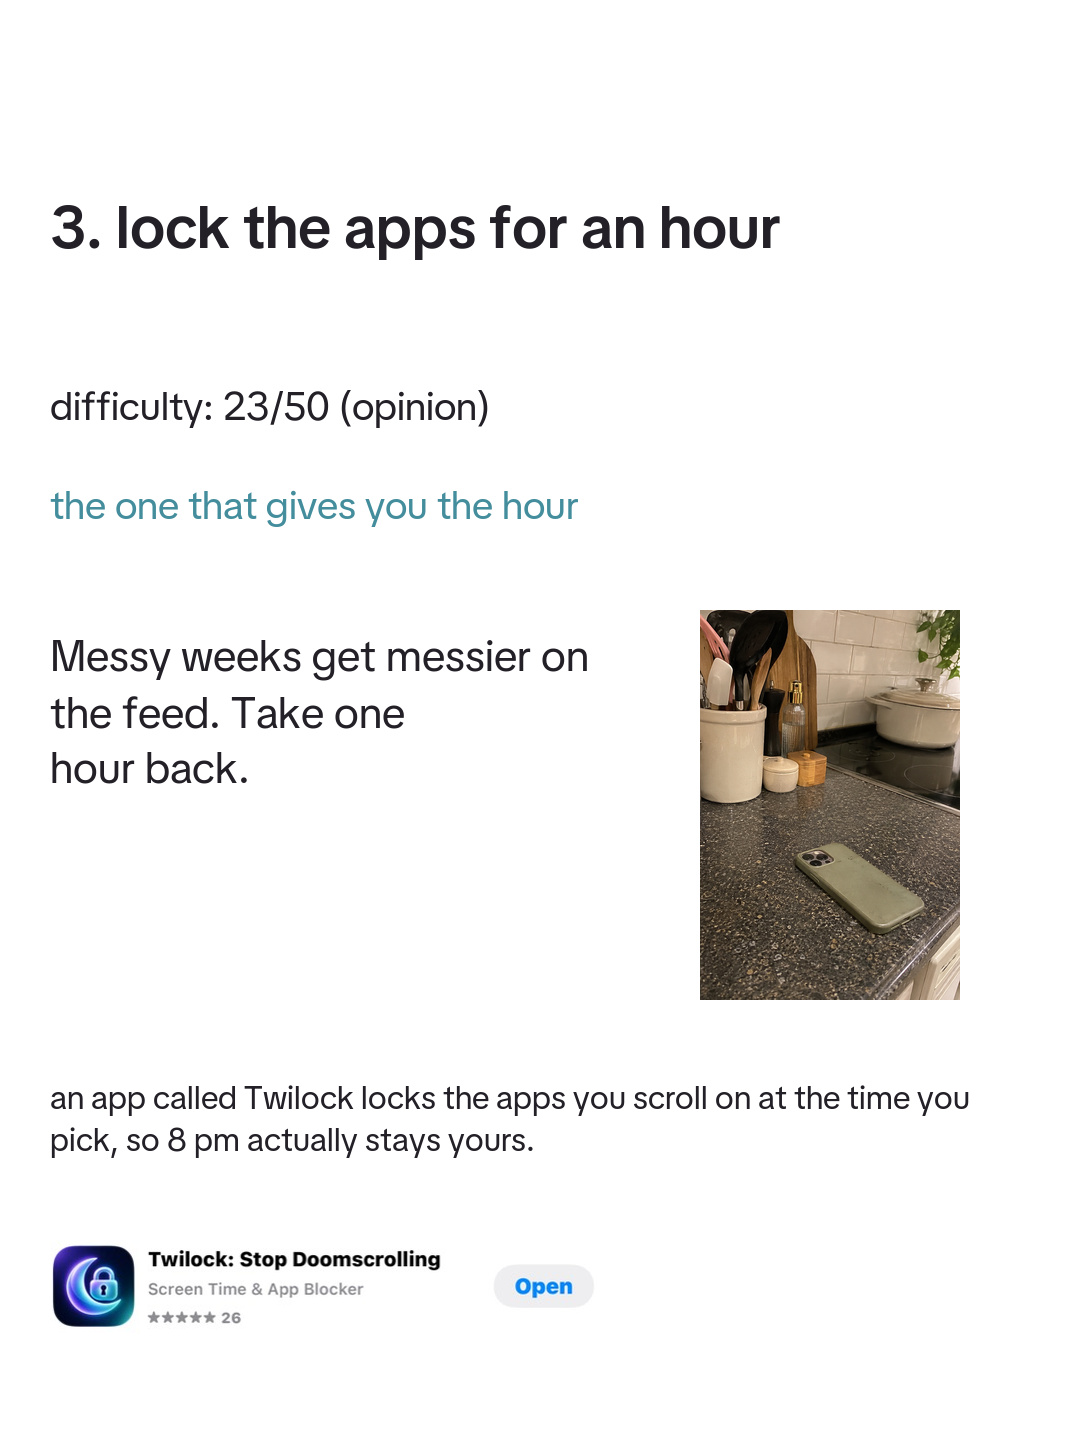 3. lock the apps for an hour
difficulty: 23/50 (opinion)
the one that gives you the hour
Messy weeks get messier on
the feed. Take one
hour back.
an app called Twilock locks the apps you scroll on at the time you
pick, so 8 pm actually stays yours.
Twilock: Stop Doomscrolling
Screen Time & App Blocker
★★★★★ 26
Open